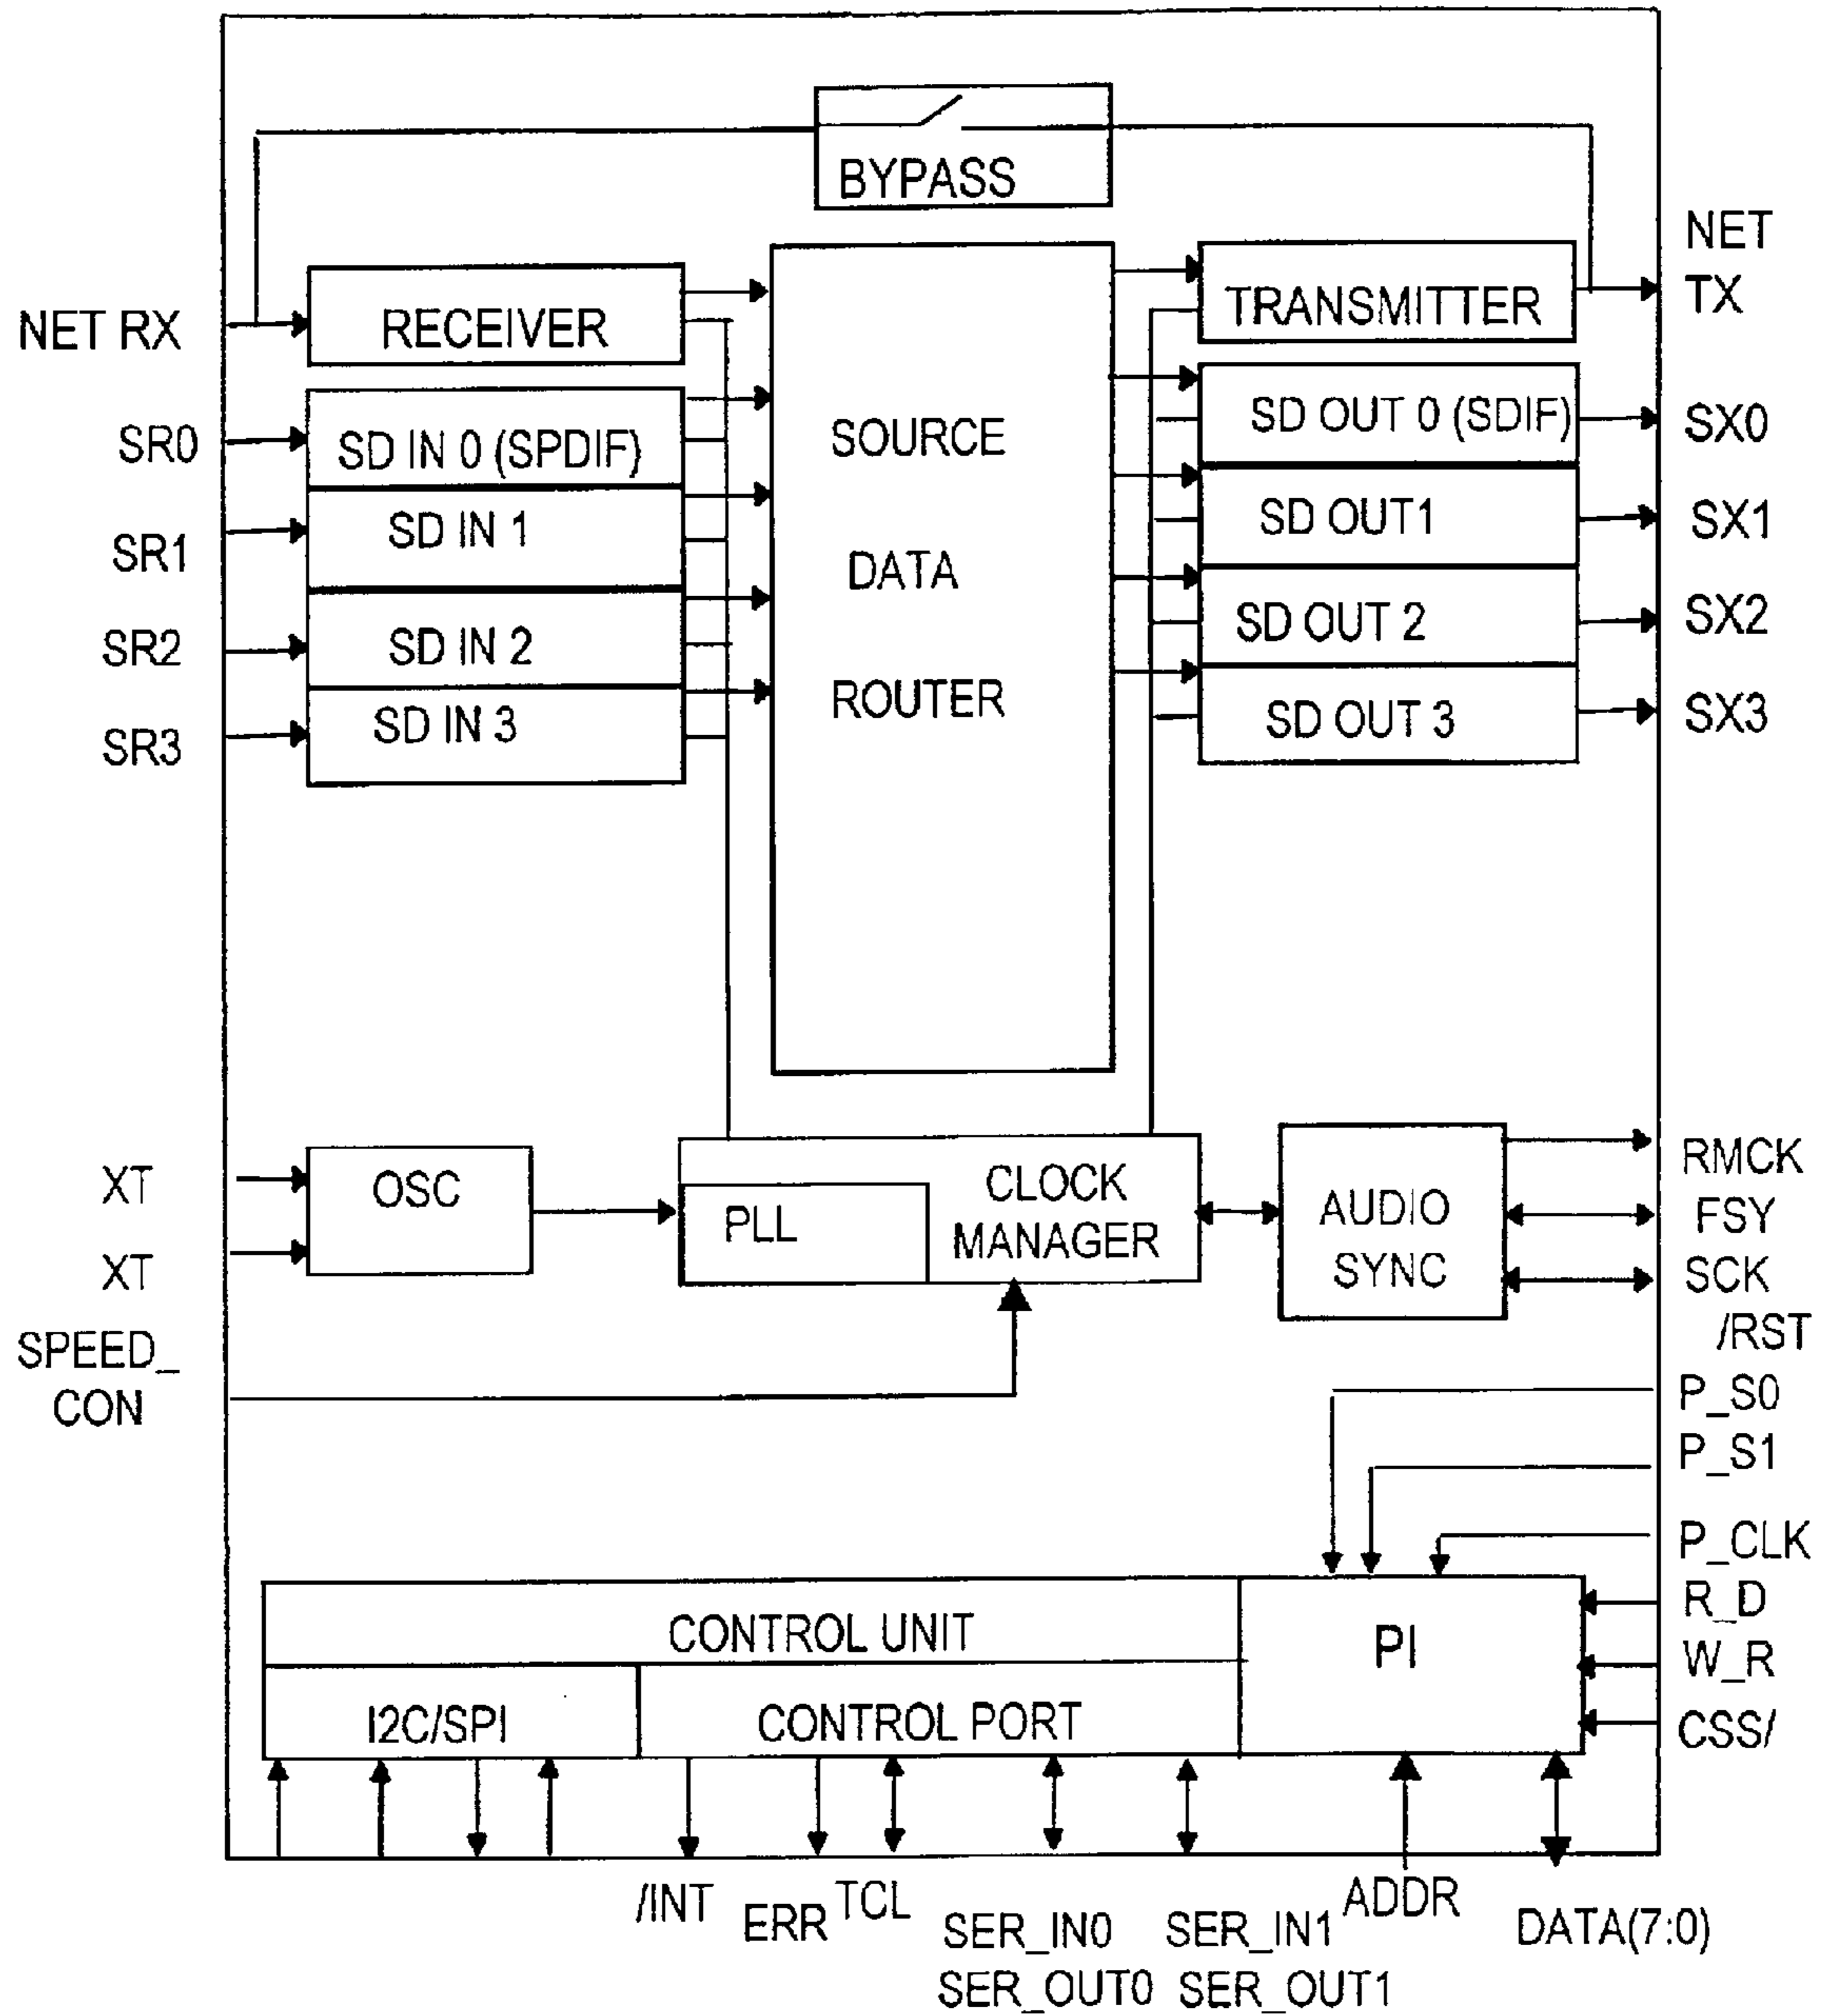 BYPASS
NET
TX
NET RX
RECEIVER
TRANSMITTER
SR0
SD IN 0 (SPDIF)
SOURCE
SD OUT 0 (SDIF)
SX0
SR1
SD IN 1
DATA
SD OUT1
SX1
SR2
SD IN 2
SD OUT 2
SX2
SR3
SD IN 3
ROUTER
SD OUT 3
SX3
XT
XT
OSC
PLL
CLOCK
MANAGER
AUDIO
SYNC
RMCK
FSY
SCK
/RST
SPEED_
CON
P_S0
P_S1
P_CLK
R_D
W_R
CSS/
CONTROL UNIT
PI
I2C/SPI
CONTROL PORT
/INT
ERR
TCL
SER_IN0
SER_OUT0
SER_IN1
SER_OUT1
ADDR
DATA(7:0)